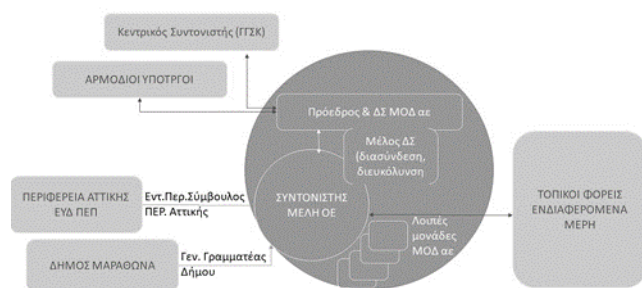 Κεντρικός Συντονιστής (ΓΓΣΚ)
ΑΡΜΟΔΙΟΙ ΥΠΟΤΡΓΟΙ
Πρόεδρος & ΔΣ ΜΟΔ αε
Μέλος ΔΣ
(διασύνδεση,
διευκόλυνση
ΣΥΝΤΟΝΙΣΤΗΣ
ΜΕΛΗ ΟΕ
ΠΕΡΙΦΕΡΕΙΑ ΑΤΤΙΚΗΣ
ΕΥΔ ΠΕΠ
Εντ.Περ.Σύμβουλος
ΠΕΡ. Αττικής
ΔΗΜΟΣ ΜΑΡΑΘΩΝΑ
Γεν. Γραμματέας
Δήμου
Λοιπές
μονάδες
ΜΟΔ αε
ΤΟΠΙΚΟΙ ΦΟΡΕΙΣ
ΕΝΔΙΑΦΕΡΟΜΕΝΑ
ΜΕΡΗ